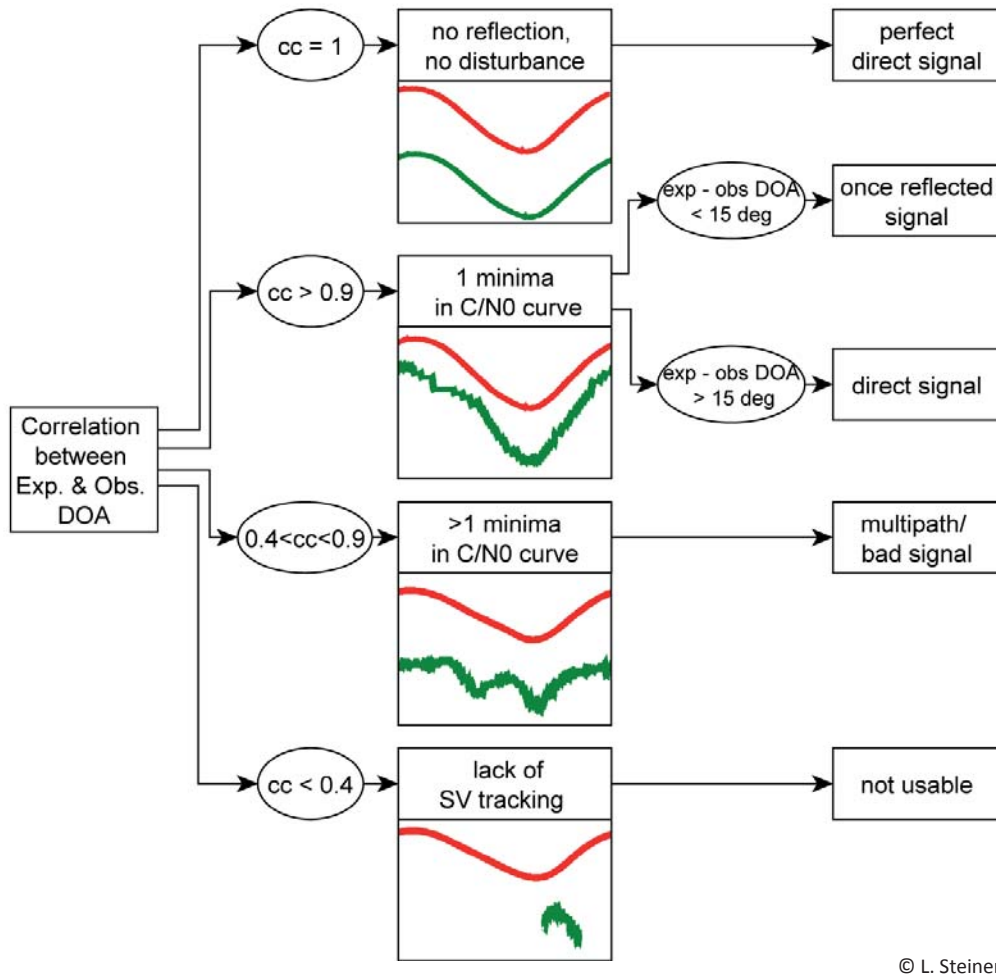 cc = 1
no reflection,
no disturbance
perfect
direct signal
exp - obs DOA
< 15 deg
once reflected
signal
cc > 0.9
1 minima
in C/N0 curve
exp - obs DOA
> 15 deg
direct signal
Correlation
between
Exp. & Obs.
DOA
0.4<cc<0.9
>1 minima
in C/N0 curve
multipath/
bad signal
cc < 0.4
lack of
SV tracking
not usable
© L. Steiner